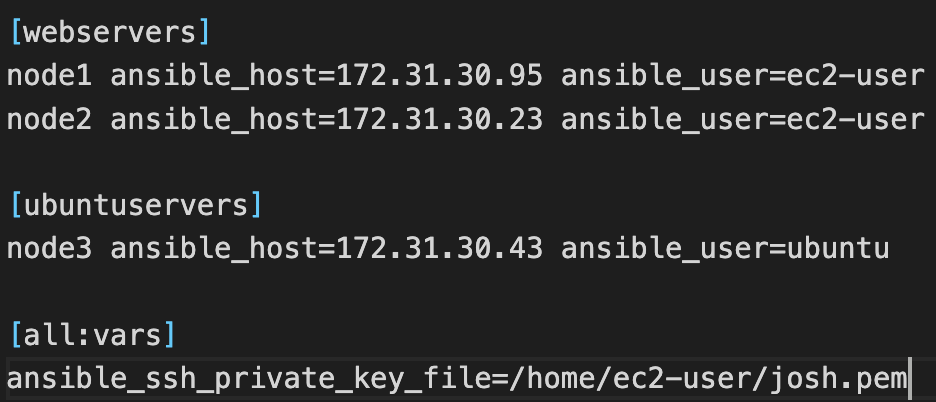 [webservers]
node1 ansible_host=172.31.30.95 ansible_user=ec2-user
node2 ansible_host=172.31.30.23 ansible_user=ec2-user
[ubuntuservers]
node3 ansible_host=172.31.30.43 ansible_user=ubuntu
[all:vars]
ansible_ssh_private_key_file=/home/ec2-user/josh.pem